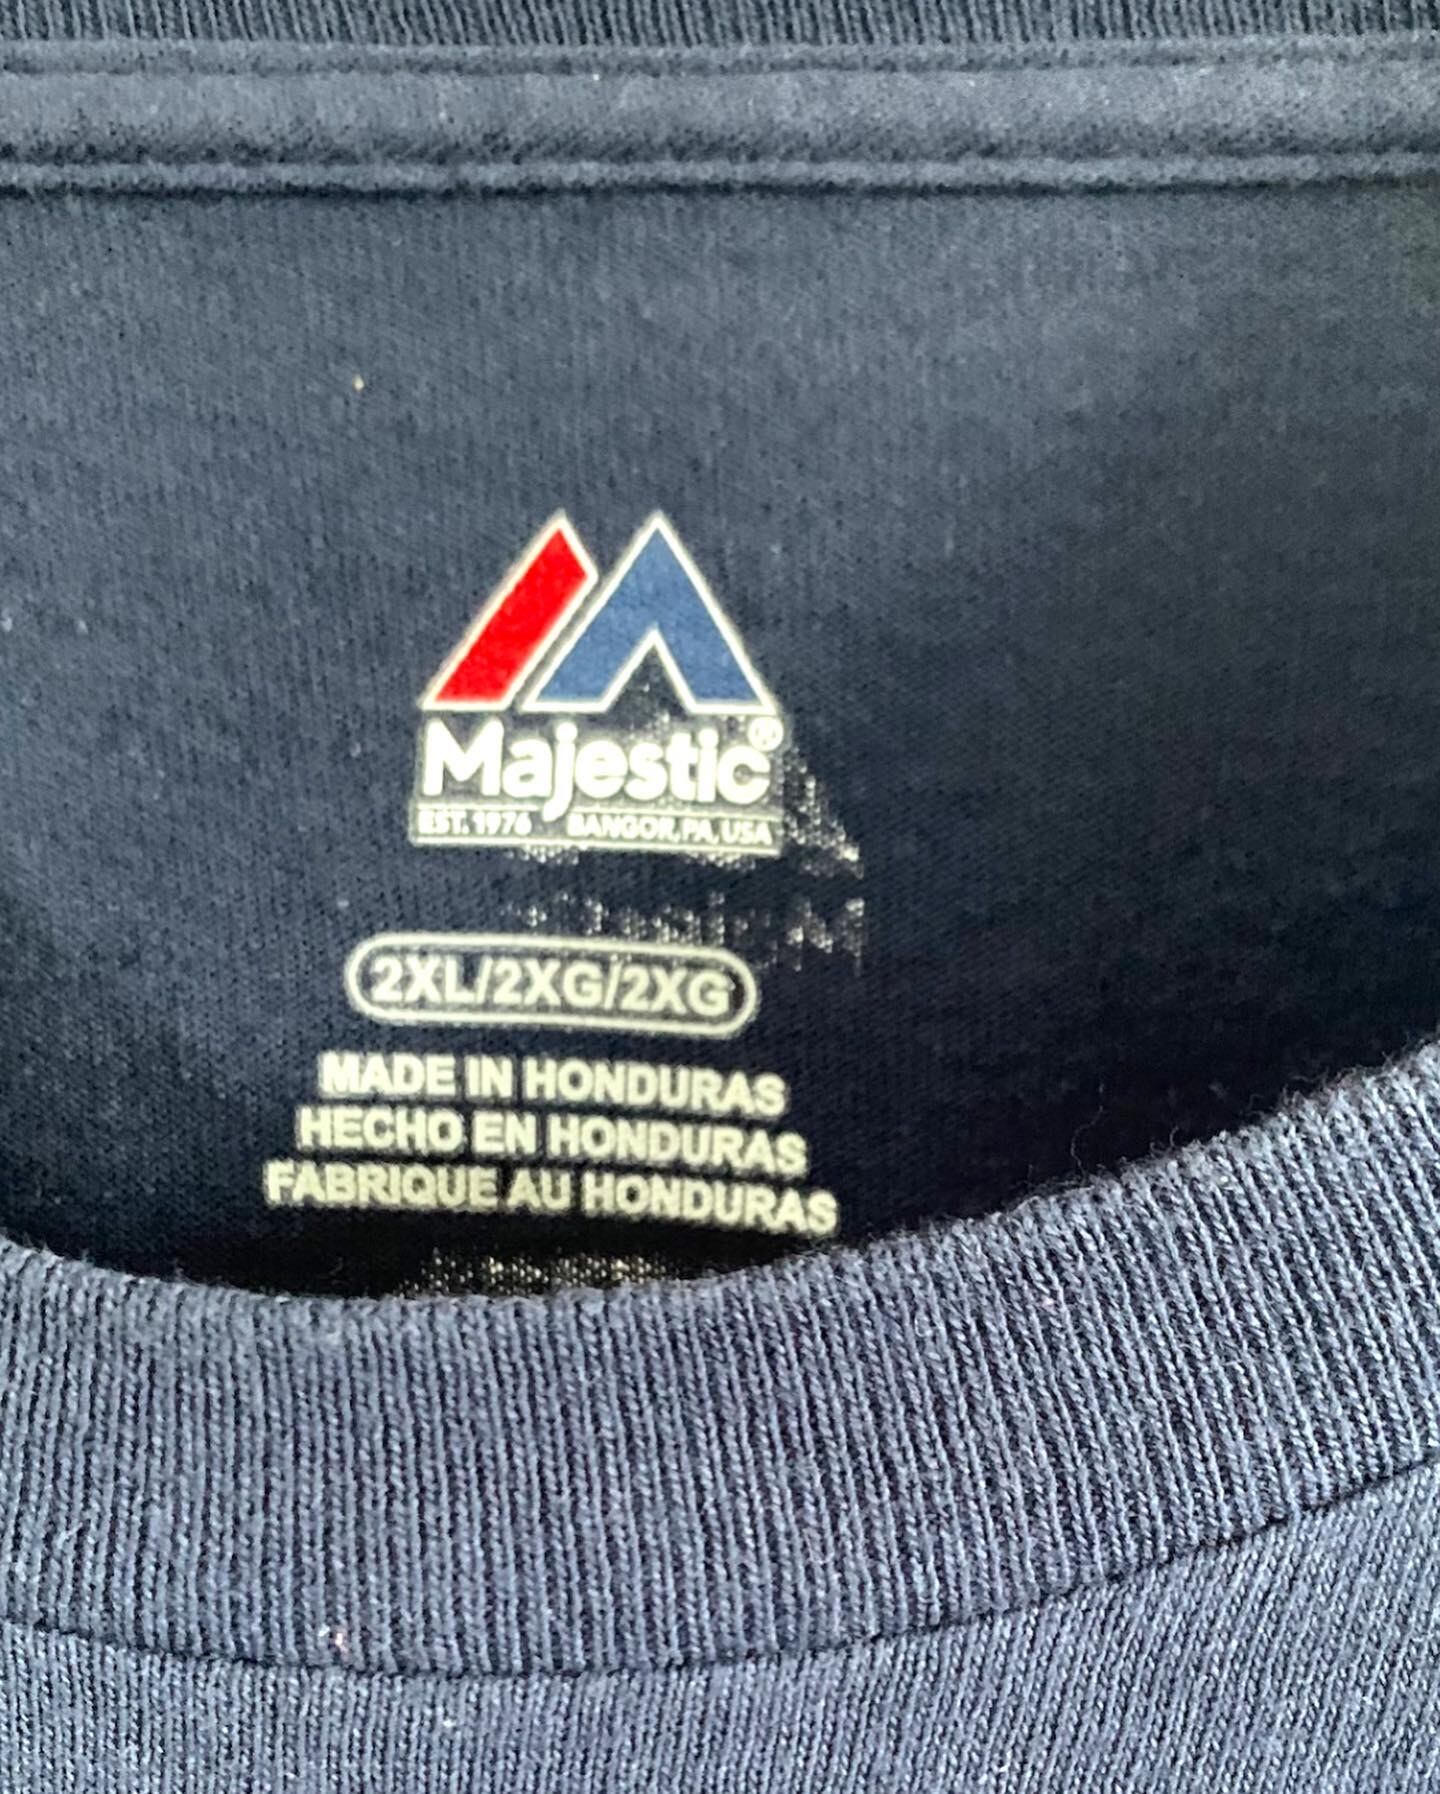 Majestic®
EST. 1976 BANGOR, PA, USA
2XL/2XG/2XG
MADE IN HONDURAS
HECHO EN HONDURAS
FABRIQUE AU HONDURAS